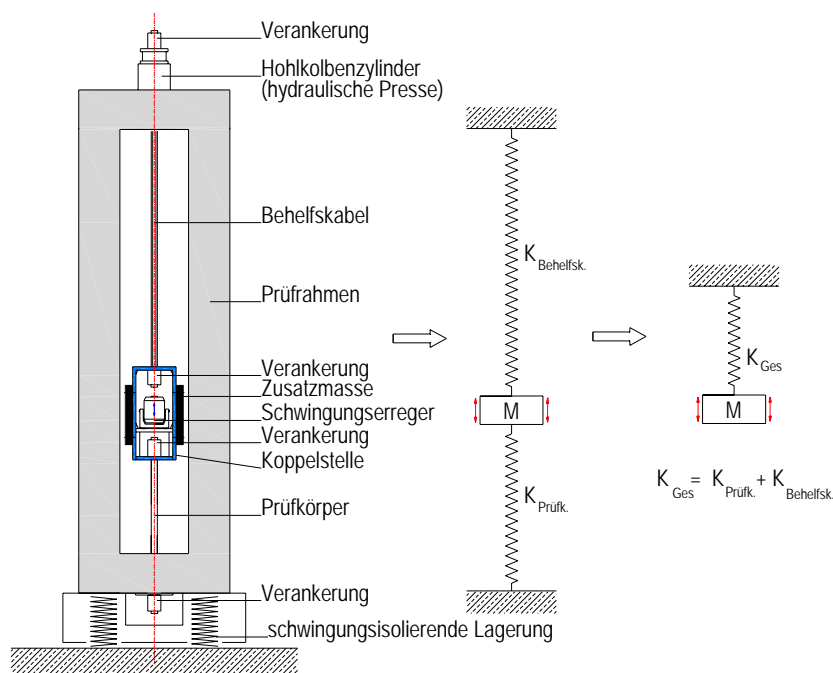 Verankerung
Hohlkolbenzylinder
(hydraulische Presse)
Behelfskabel
Prüfrahmen
Verankerung
Zusatzmasse
Schwingungserreger
Verankerung
Koppelstelle
Prüfkörper
Verankerung
schwingungsisolierende Lagerung
K Behelfsk.
M
K Prüfk.
K Ges
M
K Ges = K Prüfk. + K Behelfsk.